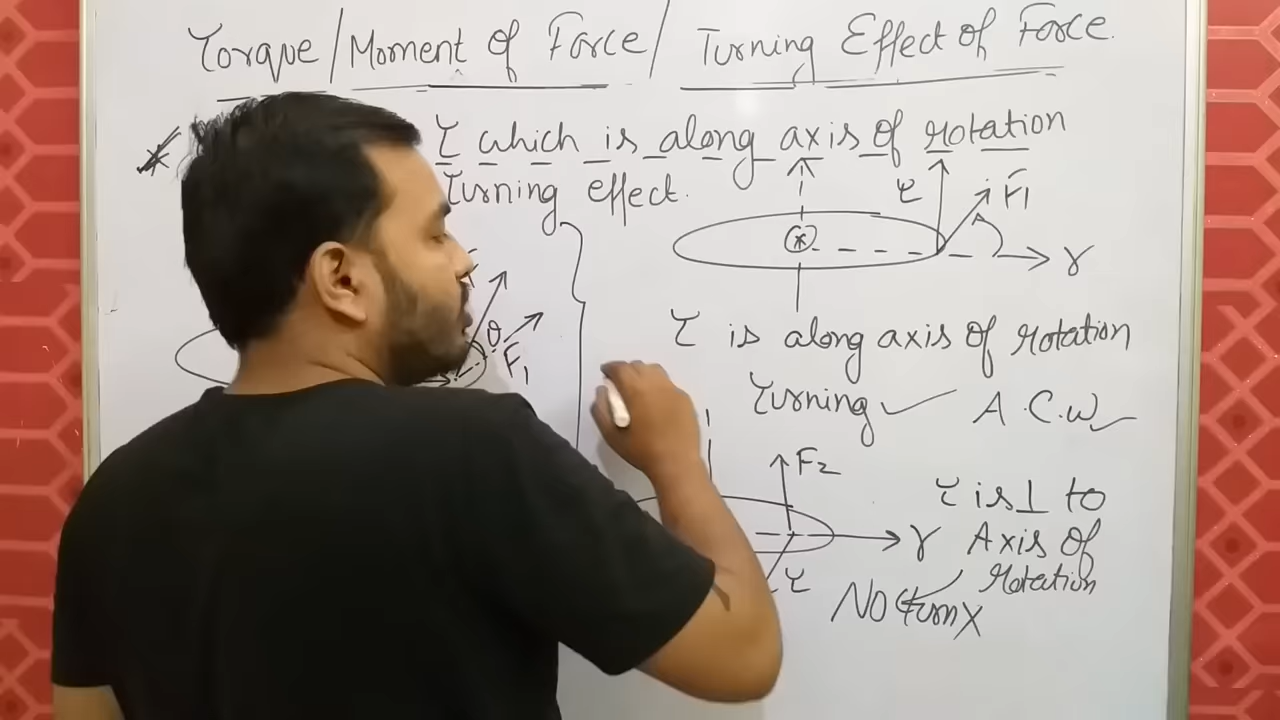 Torque/Moment of Force/ Turning Effect of Force.
τ which is along axis of rotation
Turning effect.
τ F1
r
θ
F1
τ is along axis of rotation
Turning ✓ A.C.W ✓
F2
τ is ⊥ to
r Axis of
rotation
τ
No turn X